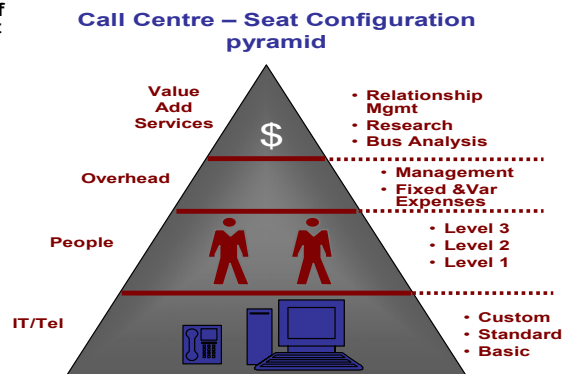 f
Call Centre – Seat Configuration
pyramid
Value
Add
Services
$
• Relationship
Mgmt
• Research
• Bus Analysis
Overhead
• Management
• Fixed &Var
Expenses
People
• Level 3
• Level 2
• Level 1
IT/Tel
• Custom
• Standard
• Basic